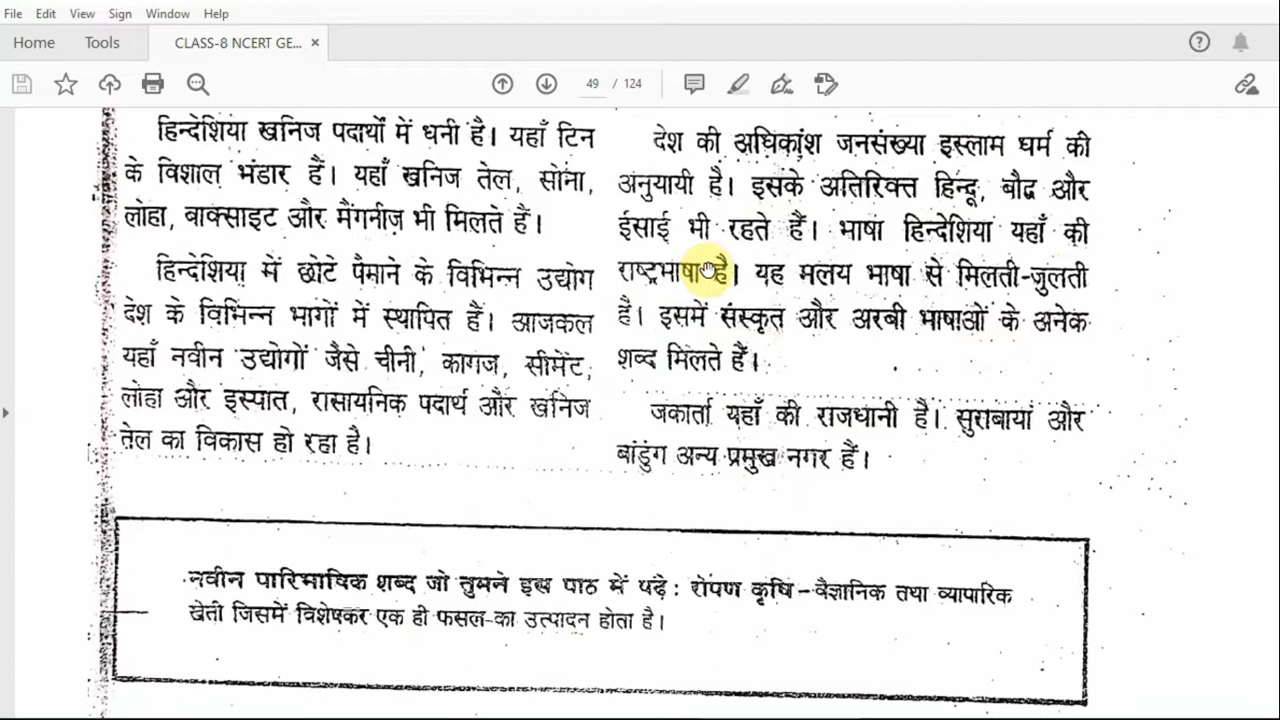 File Edit View Sign Window Help
Home Tools CLASS-8 NCERT GE... ×
49 / 124
हिन्देशिया खनिज पदार्थों में धनी है। यहाँ टिन
के विशाल भंडार हैं। यहाँ खनिज तेल, सोना,
लोहा, बाक्साइट और मैंगनीज़ भी मिलते हैं।
हिन्देशिया में छोटे पैमाने के विभिन्न उद्योग
देश के विभिन्न भागों में स्थापित हैं। आजकल
यहाँ नवीन उद्योगों जैसे चीनी, कागज, सीमेंट,
लोहा और इस्पात, रासायनिक पदार्थ और खनिज
तेल का विकास हो रहा है।
देश की अधिकांश जनसंख्या इस्लाम धर्म की
अनुयायी है। इसके अतिरिक्त हिन्दू, बौद्ध और
ईसाई भी रहते हैं। भाषा हिन्देशिया यहाँ की
राष्ट्रभाषा है। यह मलय भाषा से मिलती-जुलती
है। इसमें संस्कृत और अरबी भाषाओं के अनेक
शब्द मिलते हैं।
जकार्ता यहाँ की राजधानी है। सुराबायां और
बांडुंग अन्य प्रमुख नगर हैं।
नवीन पारिभाषिक शब्द जो तुमने इस पाठ में पढ़े : रोपण कृषि – वैज्ञानिक तथा व्यापारिक
खेती जिसमें विशेषकर एक ही फसल का उत्पादन होता है।